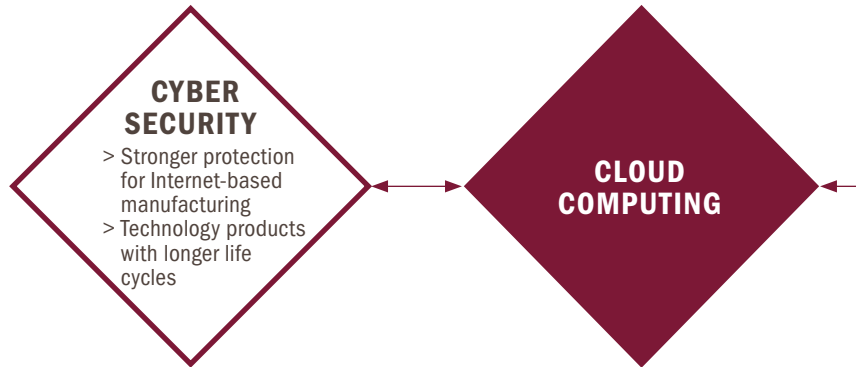 CYBER
SECURITY
> Stronger protection
for Internet-based
manufacturing
> Technology products
with longer life
cycles
CLOUD
COMPUTING